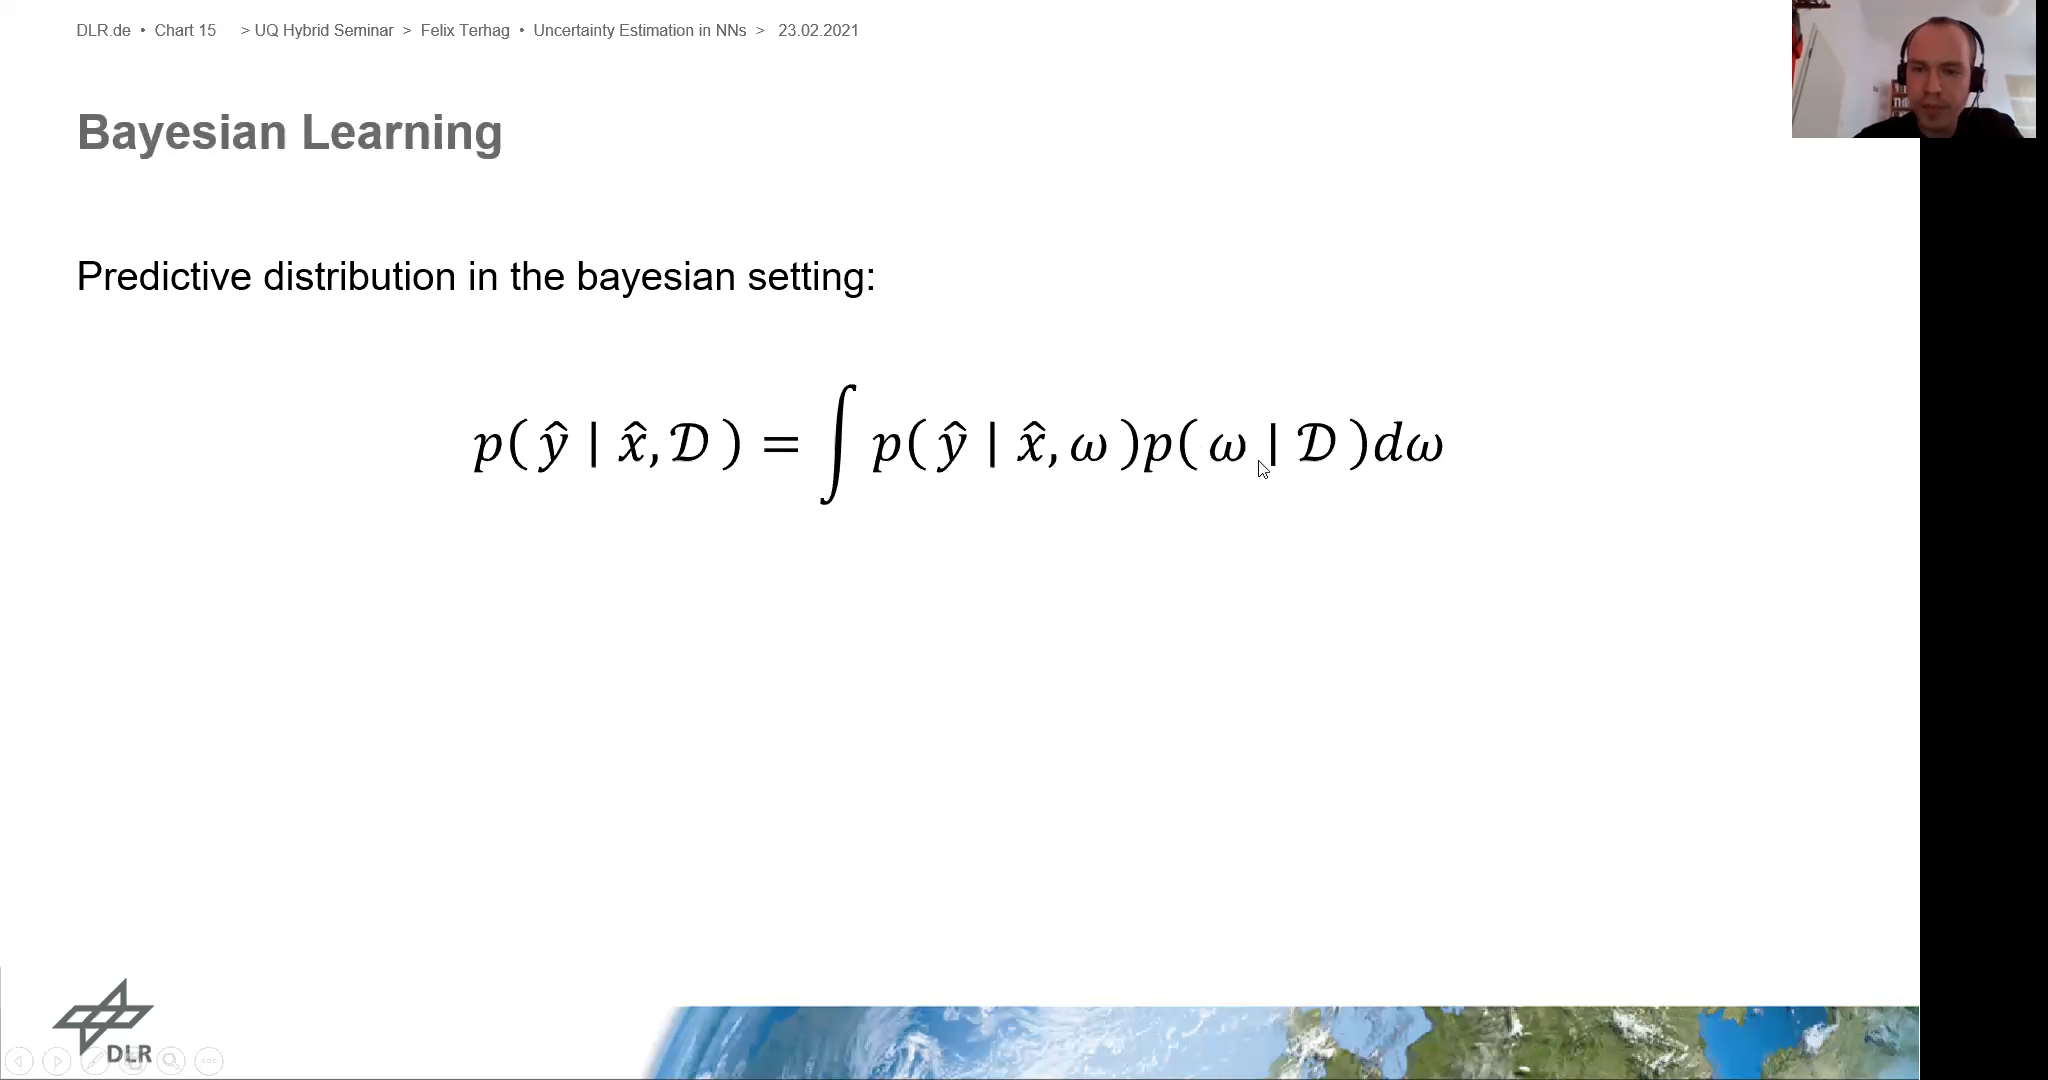 DLR.de • Chart 15 > UQ Hybrid Seminar > Felix Terhag • Uncertainty Estimation in NNs > 23.02.2021
Bayesian Learning
Predictive distribution in the bayesian setting:
p( ŷ | x̂, 𝒟 ) = ∫ p( ŷ | x̂, ω )p( ω | 𝒟 )dω
DLR